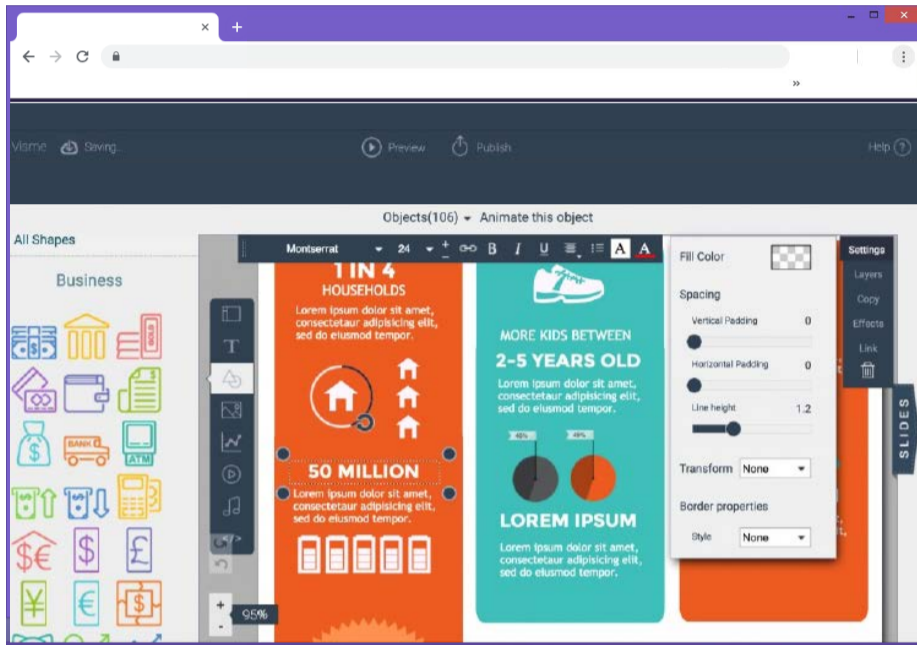 Visme
Saving...
Preview
Publish
Help ?
Objects(106)
Animate this object
All Shapes
Business
GOLD
BANK
ATM
Montserrat
24
+
-
B
I
U
A
A
T
</>
+
-
95%
1 IN 4
HOUSEHOLDS
Lorem ipsum dolor sit amet,
consectetaur adipisicing elit,
sed do eiusmod tempor.
50 MILLION
Lorem ipsum dolor sit amet,
consectetaur adipisicing elit,
sed do eiusmod tempor.
MORE KIDS BETWEEN
2-5 YEARS OLD
Lorem ipsum dolor sit amet,
consectetaur adipisicing elit,
sed do eiusmod tempor.
LOREM IPSUM
Lorem ipsum dolor sit amet,
consectetaur adipisicing elit,
sed do eiusmod tempor.
Fill Color
Spacing
Vertical Padding 0
Horizontal Padding 0
Line height 1.2
Transform None
Border properties
Style None
Settings
Layers
Copy
Effects
Link
SLIDES